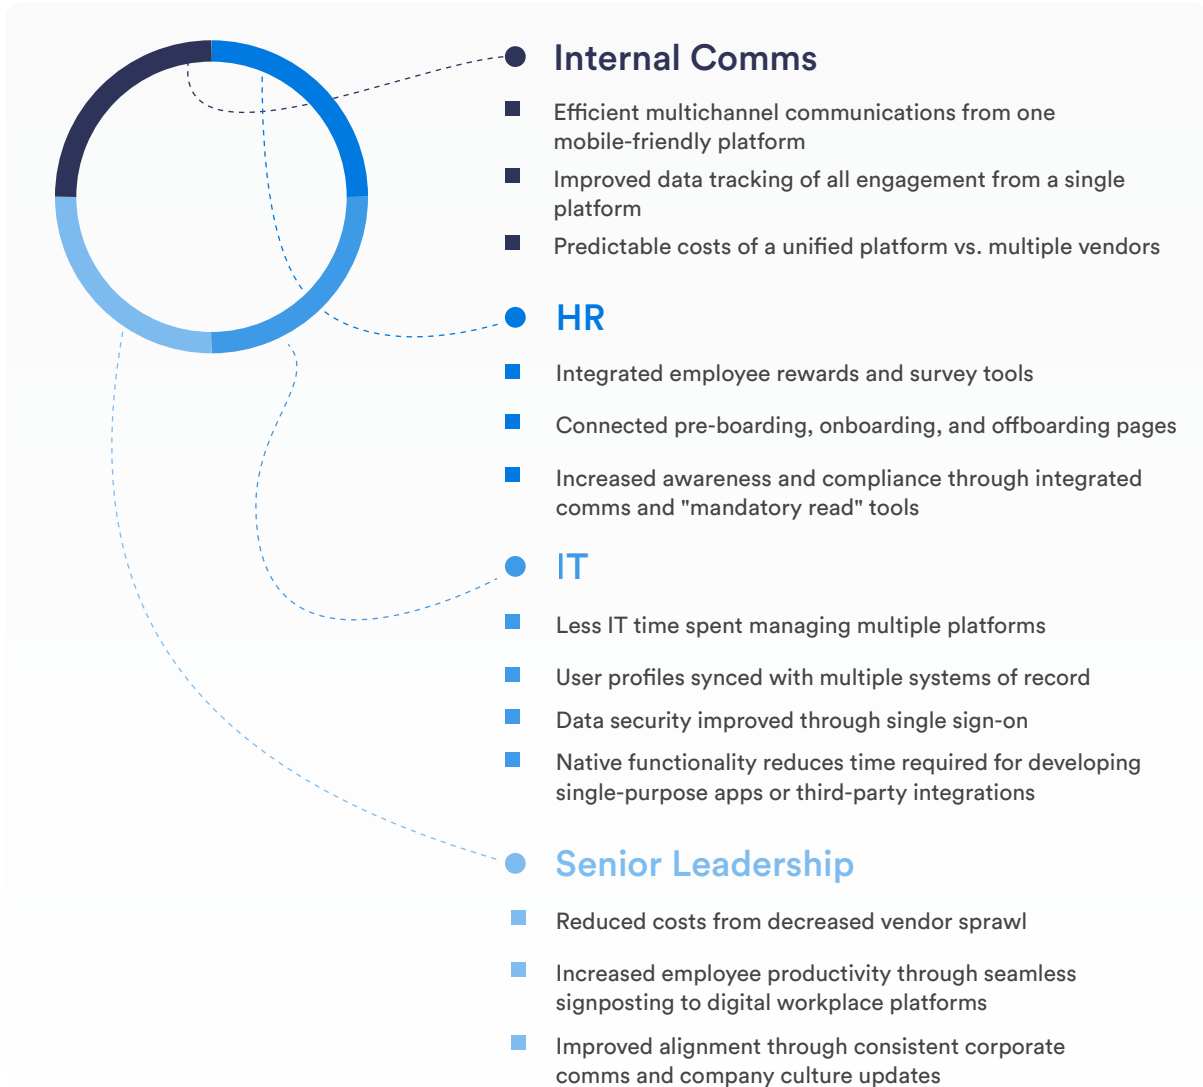 Internal Comms
Efficient multichannel communications from one
mobile-friendly platform
Improved data tracking of all engagement from a single
platform
Predictable costs of a unified platform vs. multiple vendors
HR
Integrated employee rewards and survey tools
Connected pre-boarding, onboarding, and offboarding pages
Increased awareness and compliance through integrated
comms and "mandatory read" tools
IT
Less IT time spent managing multiple platforms
User profiles synced with multiple systems of record
Data security improved through single sign-on
Native functionality reduces time required for developing
single-purpose apps or third-party integrations
Senior Leadership
Reduced costs from decreased vendor sprawl
Increased employee productivity through seamless
signposting to digital workplace platforms
Improved alignment through consistent corporate
comms and company culture updates